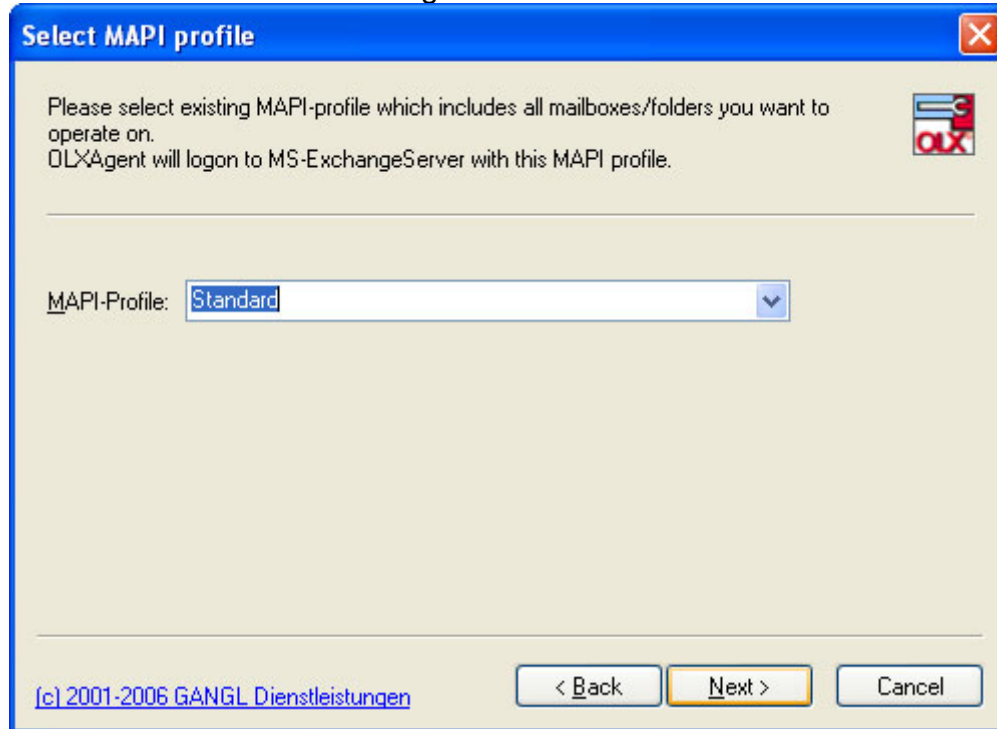 Select MAPI profile
Please select existing MAPI-profile which includes all mailboxes/folders you want to
operate on.
OLXAgent will logon to MS-ExchangeServer with this MAPI profile.
OLX
MAPI-Profile: Standard
(c) 2001-2006 GANGL Dienstleistungen
< Back Next > Cancel